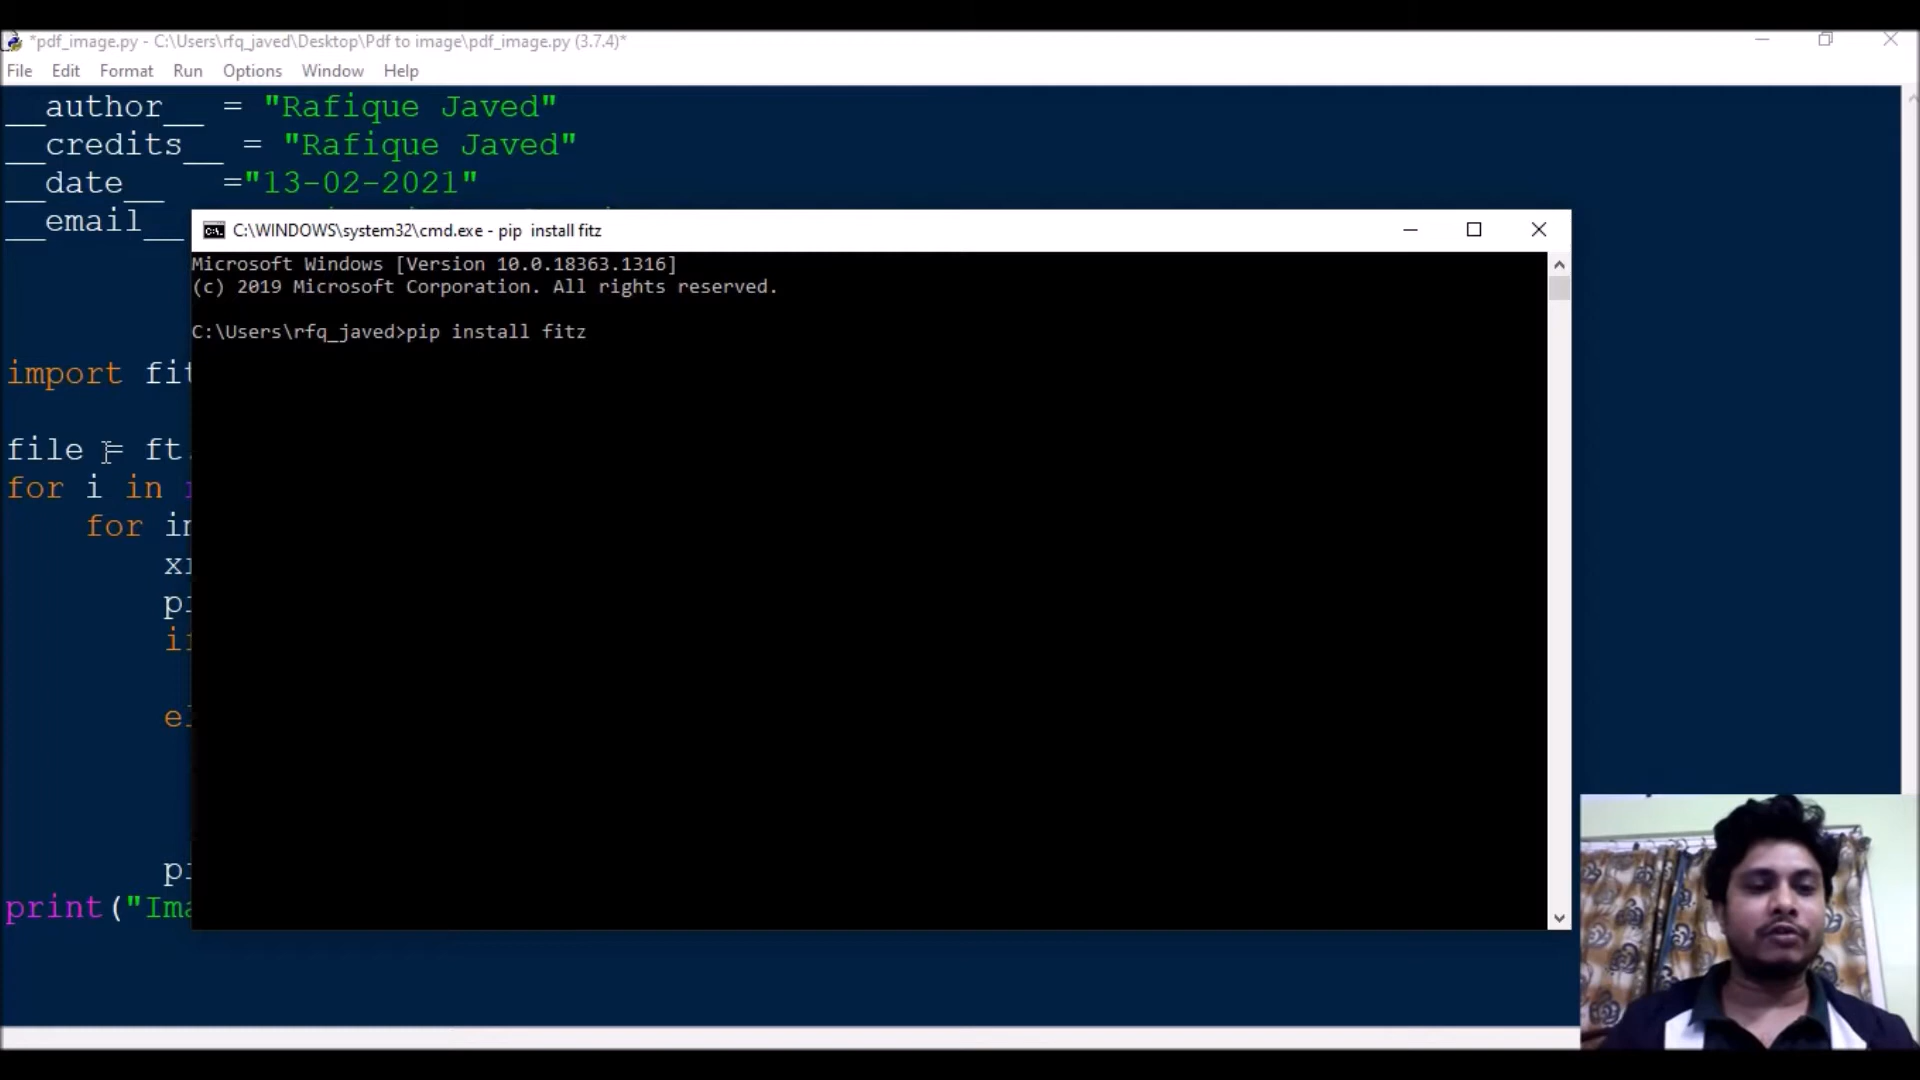 *pdf_image.py - C:\Users\rfq_javed\Desktop\Pdf to image\pdf_image.py (3.7.4)*
File Edit Format Run Options Window Help
__author__ = "Rafique Javed"
__credits__ = "Rafique Javed"
__date__ ="13-02-2021"
__email__
C:\WINDOWS\system32\cmd.exe - pip install fitz
Microsoft Windows [Version 10.0.18363.1316]
(c) 2019 Microsoft Corporation. All rights reserved.
C:\Users\rfq_javed>pip install fitz
import fit
file = ft.
for i in
for
print("Ima